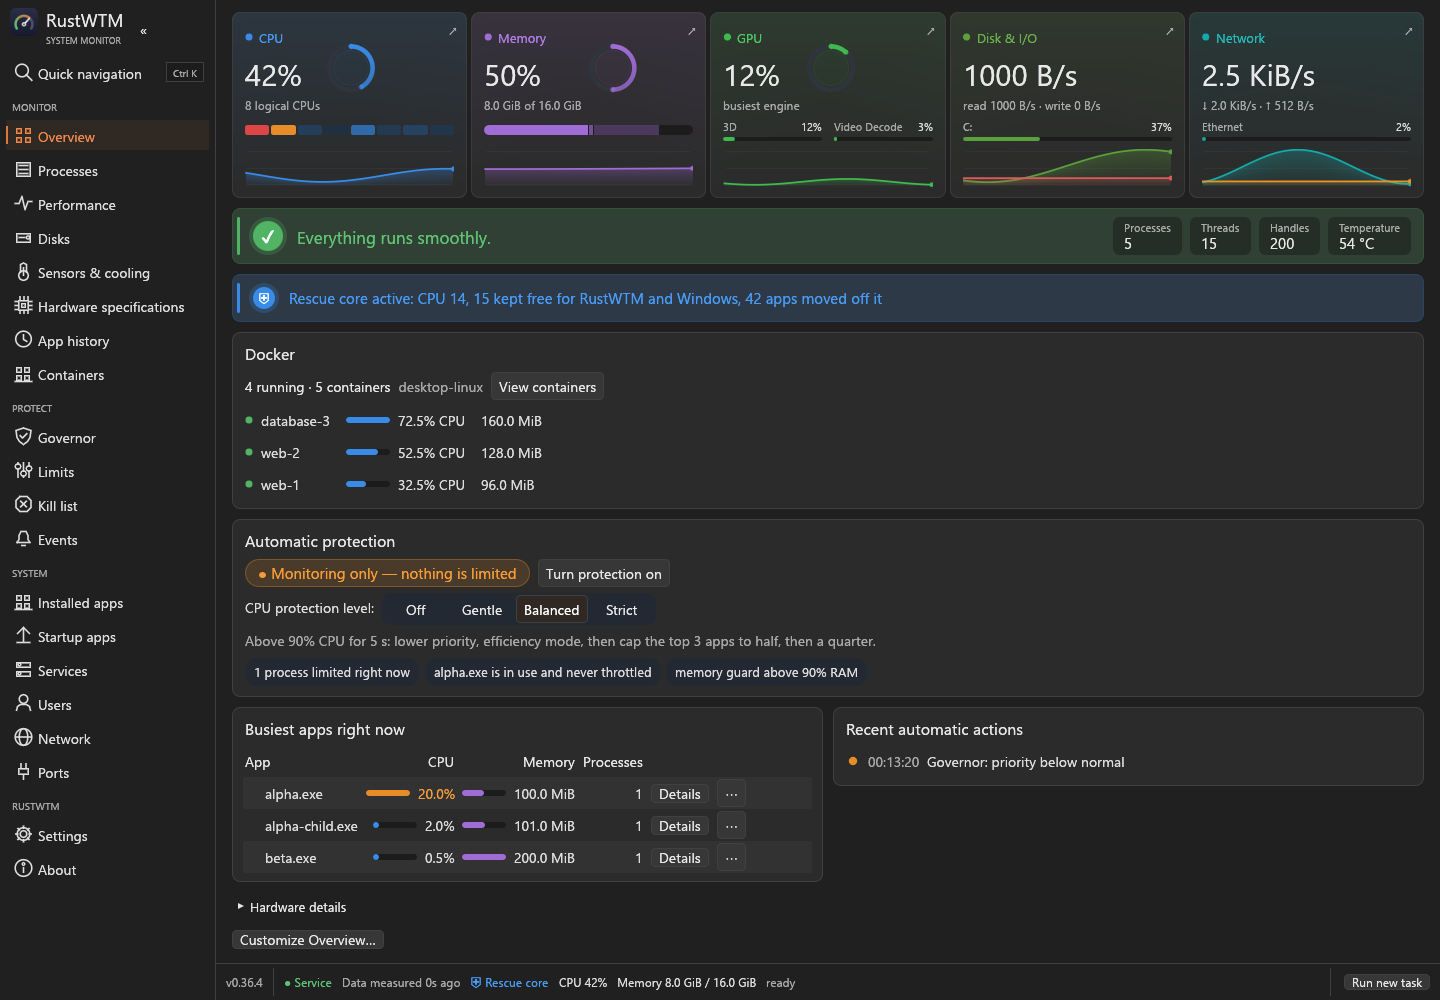 RustWTM
SYSTEM MONITOR
«
Quick navigation
Ctrl K
MONITOR
Overview
Processes
Performance
Disks
Sensors & cooling
Hardware specifications
App history
Containers
PROTECT
Governor
Limits
Kill list
Events
SYSTEM
Installed apps
Startup apps
Services
Users
Network
Ports
RUSTWTM
Settings
About
CPU
42%
8 logical CPUs
Memory
50%
8.0 GiB of 16.0 GiB
GPU
12%
busiest engine
3D 12% Video Decode 3%
Disk & I/O
1000 B/s
read 1000 B/s · write 0 B/s
C: 37%
Network
2.5 KiB/s
↓ 2.0 KiB/s · ↑ 512 B/s
Ethernet 2%
Everything runs smoothly.
Processes
5
Threads
15
Handles
200
Temperature
54 °C
Rescue core active: CPU 14, 15 kept free for RustWTM and Windows, 42 apps moved off it
Docker
4 running · 5 containers desktop-linux View containers
database-3 72.5% CPU 160.0 MiB
web-2 52.5% CPU 128.0 MiB
web-1 32.5% CPU 96.0 MiB
Automatic protection
● Monitoring only — nothing is limited Turn protection on
CPU protection level: Off Gentle Balanced Strict
Above 90% CPU for 5 s: lower priority, efficiency mode, then cap the top 3 apps to half, then a quarter.
1 process limited right now alpha.exe is in use and never throttled memory guard above 90% RAM
Busiest apps right now
App CPU Memory Processes
alpha.exe 20.0% 100.0 MiB 1 Details ···
alpha-child.exe 2.0% 101.0 MiB 1 Details ···
beta.exe 0.5% 200.0 MiB 1 Details ···
Recent automatic actions
00:13:20 Governor: priority below normal
Hardware details
Customize Overview...
v0.36.4 ● Service Data measured 0s ago Rescue core CPU 42% Memory 8.0 GiB / 16.0 GiB ready Run new task